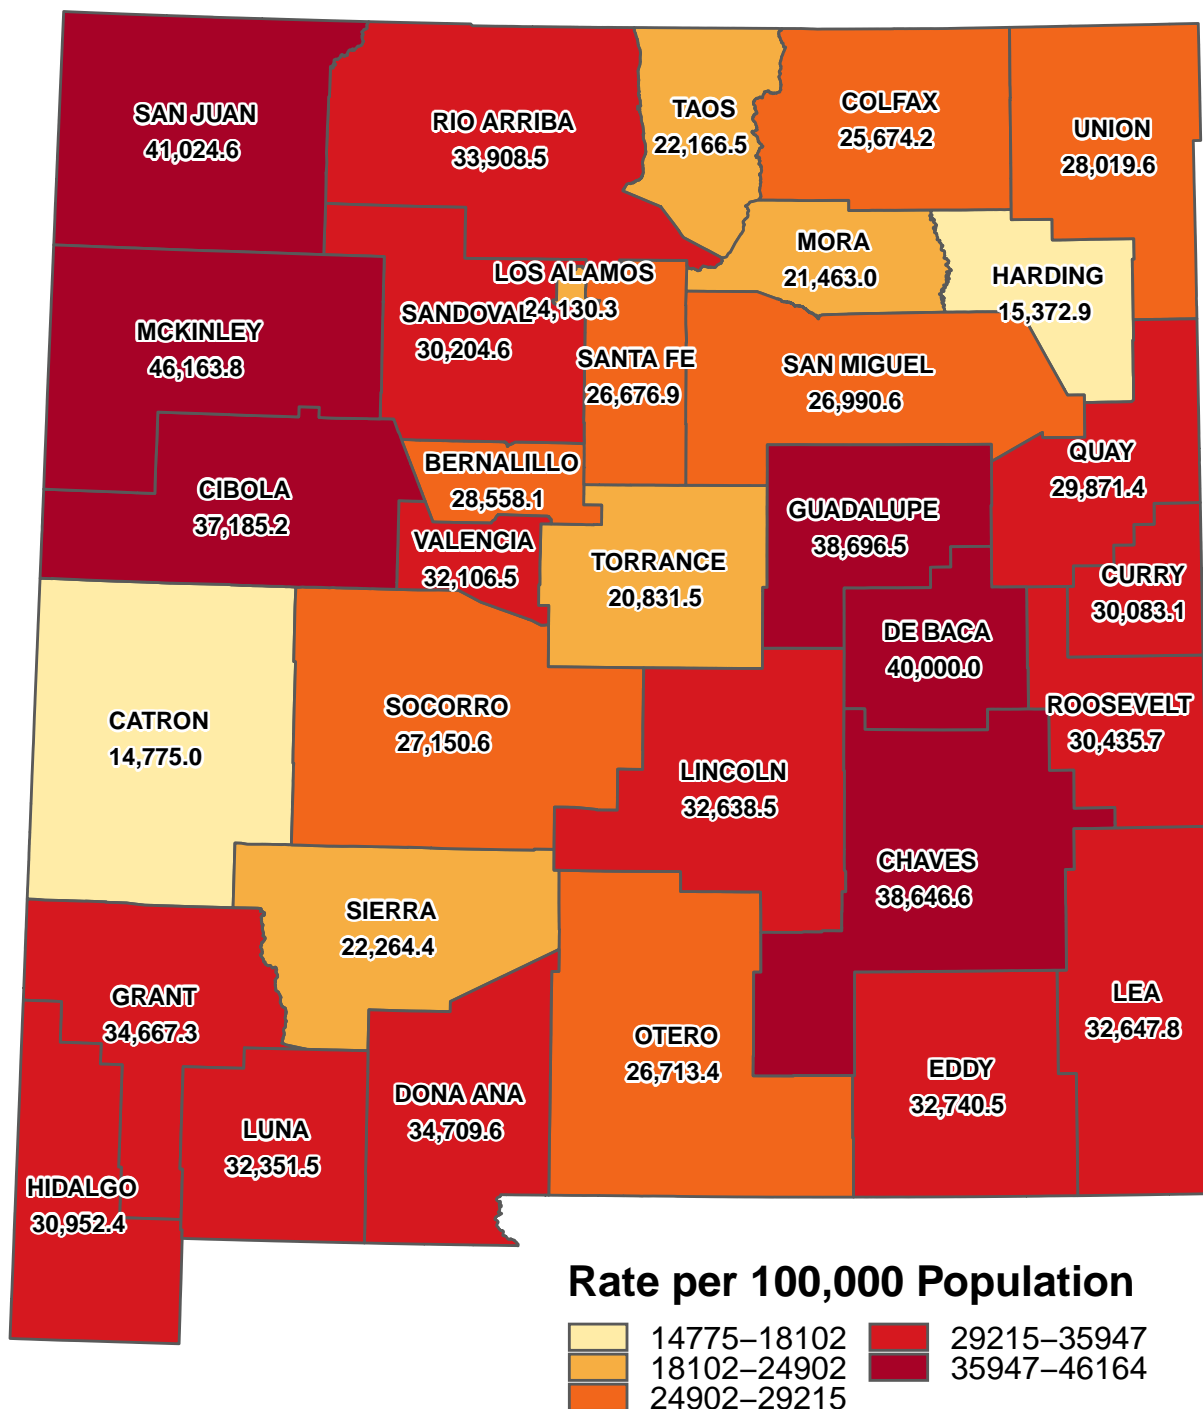 SAN JUAN
41,024.6
RIO ARRIBA
33,908.5
TAOS
22,166.5
COLFAX
25,674.2
UNION
28,019.6
MORA
21,463.0
HARDING
15,372.9
LOS ALAMOS
24,130.3
SANDOVAL
30,204.6
MCKINLEY
46,163.8
SANTA FE
26,676.9
SAN MIGUEL
26,990.6
QUAY
29,871.4
BERNALILLO
28,558.1
CIBOLA
37,185.2
GUADALUPE
38,696.5
VALENCIA
32,106.5
TORRANCE
20,831.5
CURRY
30,083.1
DE BACA
40,000.0
CATRON
14,775.0
SOCORRO
27,150.6
ROOSEVELT
30,435.7
LINCOLN
32,638.5
CHAVES
38,646.6
SIERRA
22,264.4
GRANT
34,667.3
LEA
32,647.8
OTERO
26,713.4
EDDY
32,740.5
DONA ANA
34,709.6
LUNA
32,351.5
HIDALGO
30,952.4
Rate per 100,000 Population
14775−18102
18102−24902
24902−29215
29215−35947
35947−46164